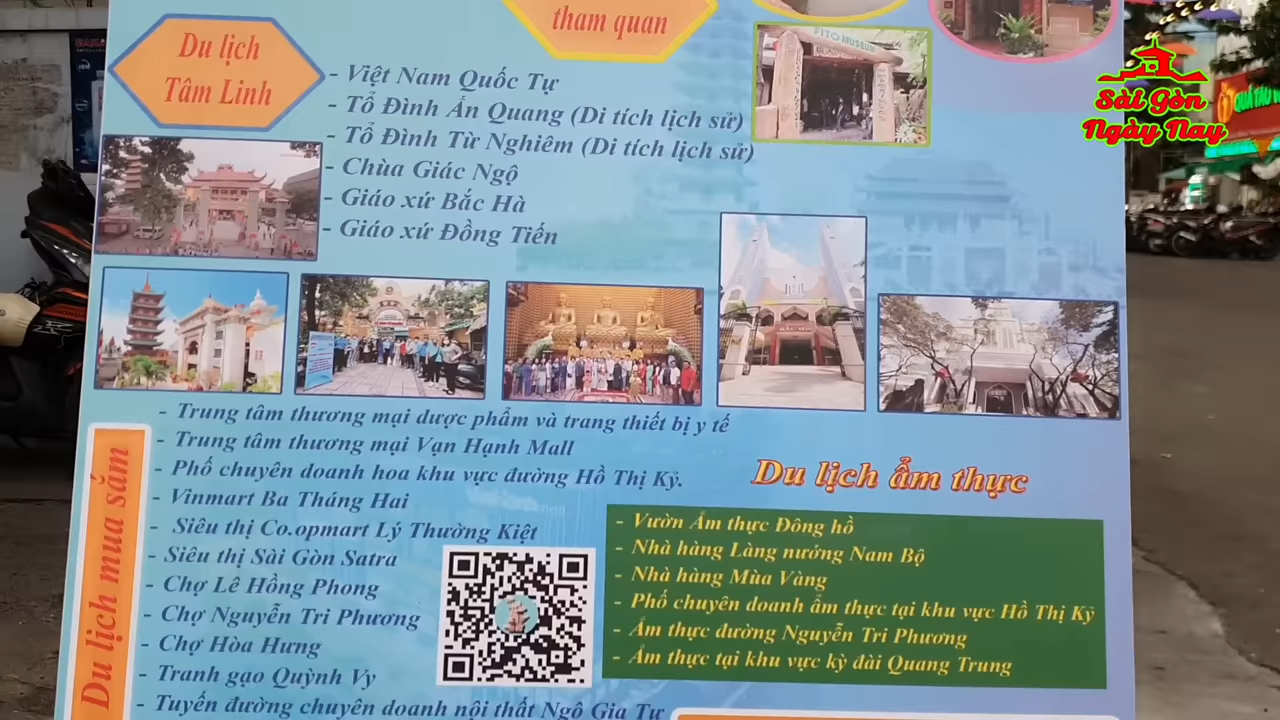 tham quan
Du lịch
Tâm Linh
- Việt Nam Quốc Tự
- Tổ Đình Ấn Quang (Di tích lịch sử)
- Tổ Đình Từ Nghiêm (Di tích lịch sử)
- Chùa Giác Ngộ
- Giáo xứ Bắc Hà
- Giáo xứ Đồng Tiến
FITO MUSEUM
Sài Gòn
Ngày Nay
BẮC HÀ
Du lịch mua sắm
- Trung tâm thương mại dược phẩm và trang thiết bị y tế
- Trung tâm thương mại Vạn Hạnh Mall
- Phố chuyên doanh hoa khu vực đường Hồ Thị Kỷ.
- Vinmart Ba Tháng Hai
- Siêu thị Co.opmart Lý Thường Kiệt
- Siêu thị Sài Gòn Satra
- Chợ Lê Hồng Phong
- Chợ Nguyễn Tri Phương
- Chợ Hòa Hưng
- Tranh gạo Quỳnh Vy
- Tuyến đường chuyên doanh nội thất Ngô Gia Tự
Du lịch ẩm thực
- Vườn Ẩm thực Đông hồ
- Nhà hàng Làng nướng Nam Bộ
- Nhà hàng Mùa Vàng
- Phố chuyên doanh ẩm thực tại khu vực Hồ Thị Kỷ
- Ẩm thực đường Nguyễn Tri Phương
- Ẩm thực tại khu vực kỳ đài Quang Trung